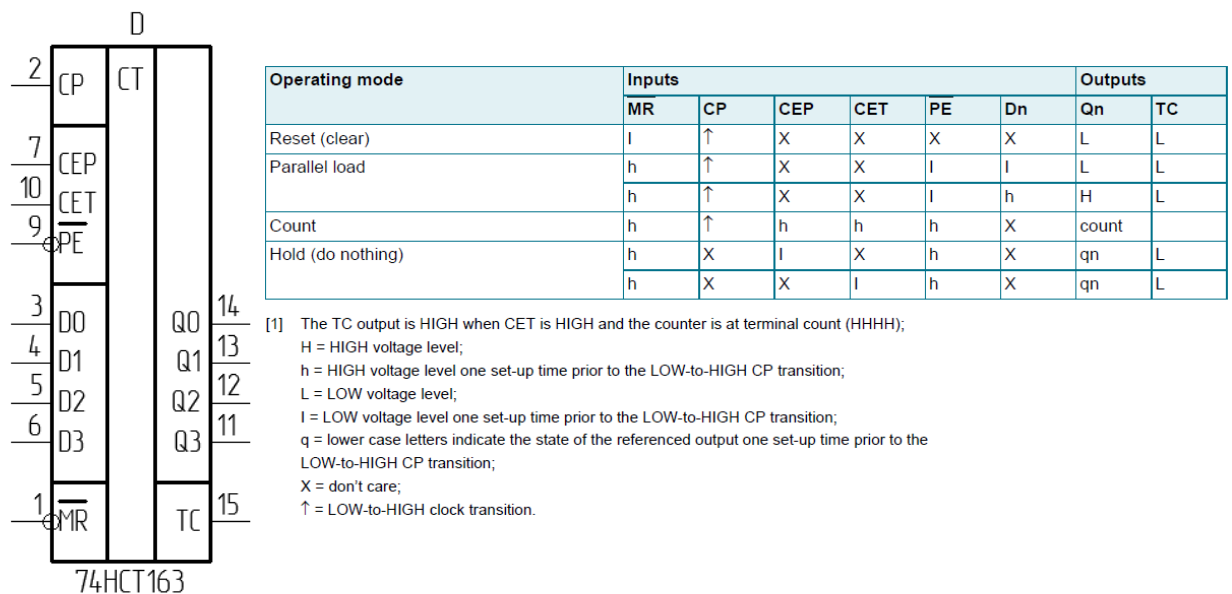 D
2 CP CT
7 CEP
10 CET
9 PE
3 D0 Q0 14
4 D1 Q1 13
5 D2 Q2 12
6 D3 Q3 11
1 MR TC 15
74HCT163
Operating mode Inputs Outputs
MR CP CEP CET PE Dn Qn TC
Reset (clear) l ↑ X X X X L L
Parallel load h ↑ X X l l L L
h ↑ X X l h H L
Count h ↑ h h h X count
Hold (do nothing) h X l X h X qn L
h X X l h X qn L
[1] The TC output is HIGH when CET is HIGH and the counter is at terminal count (HHHH);
H = HIGH voltage level;
h = HIGH voltage level one set-up time prior to the LOW-to-HIGH CP transition;
L = LOW voltage level;
l = LOW voltage level one set-up time prior to the LOW-to-HIGH CP transition;
q = lower case letters indicate the state of the referenced output one set-up time prior to the
LOW-to-HIGH CP transition;
X = don't care;
↑ = LOW-to-HIGH clock transition.